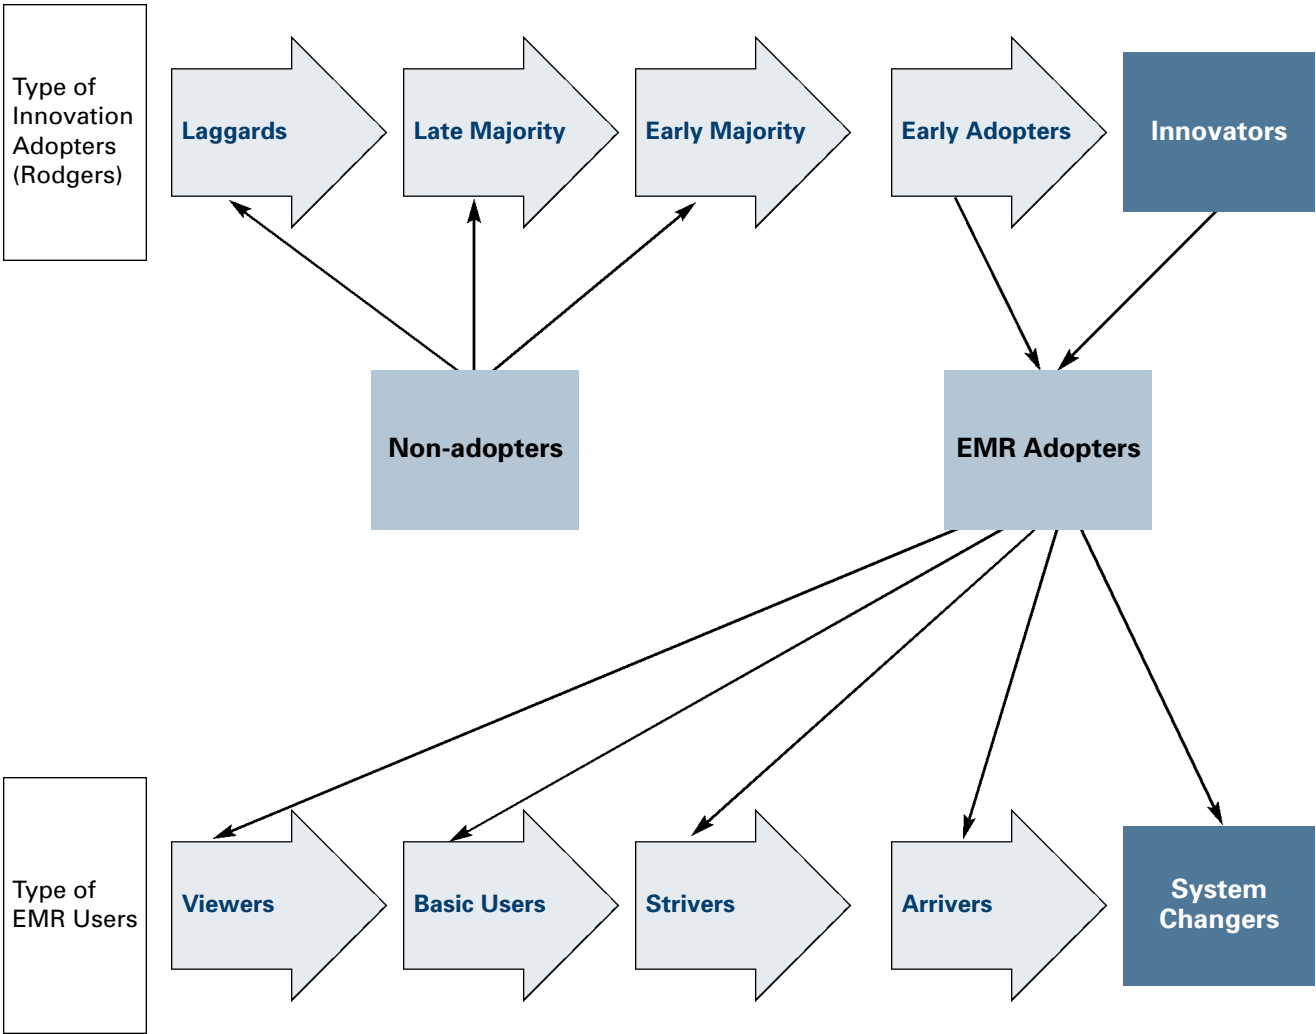 Type of
Innovation
Adopters
(Rodgers)
Laggards
Late Majority
Early Majority
Early Adopters
Innovators
Non-adopters
EMR Adopters
Type of
EMR Users
Viewers
Basic Users
Strivers
Arrivers
System
Changers